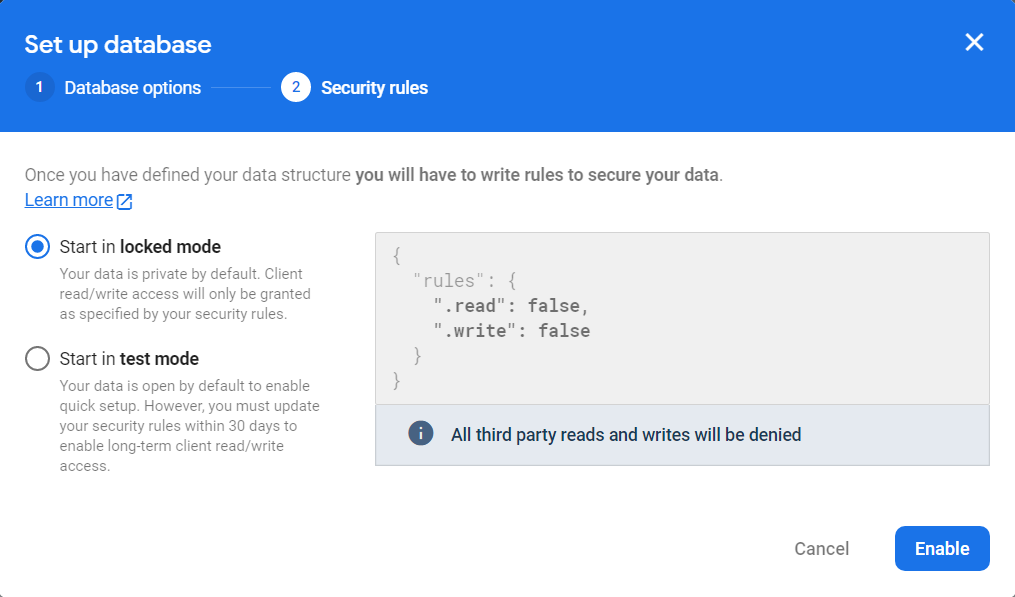 Set up database
1 Database options 2 Security rules
Once you have defined your data structure you will have to write rules to secure your data.
Learn more
Start in locked mode
Your data is private by default. Client
read/write access will only be granted
as specified by your security rules.
Start in test mode
Your data is open by default to enable
quick setup. However, you must update
your security rules within 30 days to
enable long-term client read/write
access.
{
"rules": {
".read": false,
".write": false
}
}
All third party reads and writes will be denied
Cancel Enable